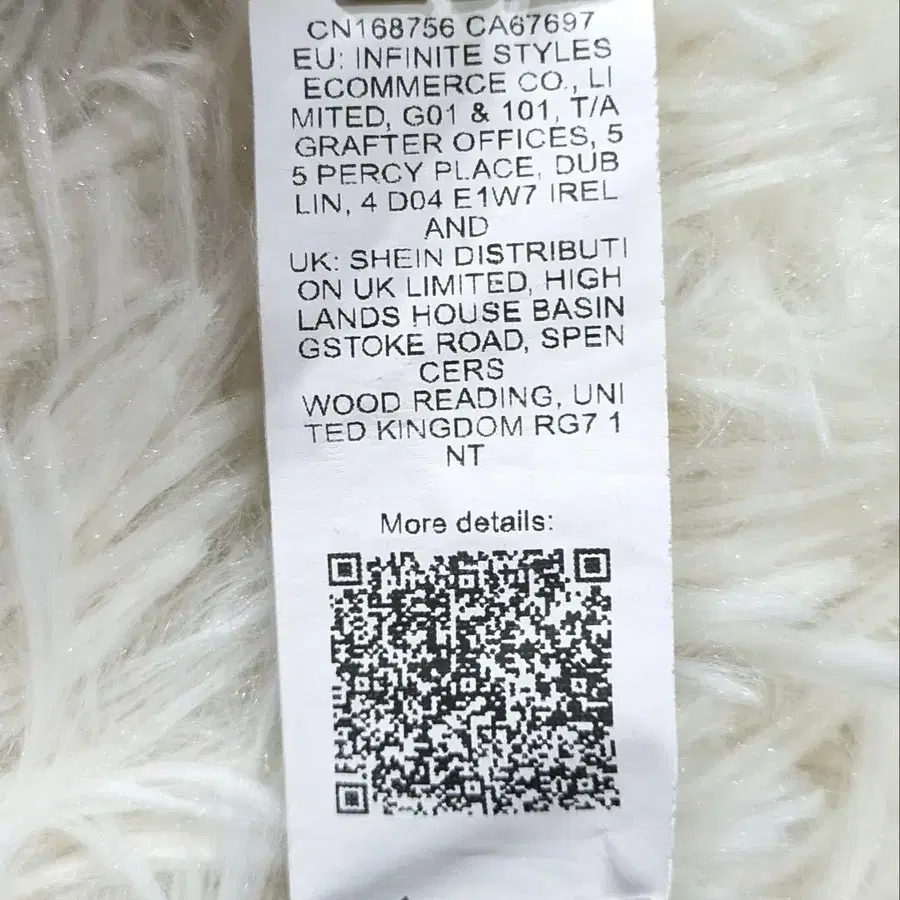 CN168756 CA67697
EU: INFINITE STYLES
ECOMMERCE CO., LI
MITED, G01 & 101, T/A
GRAFTER OFFICES, 5
5 PERCY PLACE, DUB
LIN, 4 D04 E1W7 IREL
AND
UK: SHEIN DISTRIBUTI
ON UK LIMITED, HIGH
LANDS HOUSE BASIN
GSTOKE ROAD, SPEN
CERS
WOOD READING, UNI
TED KINGDOM RG7 1
NT
More details: